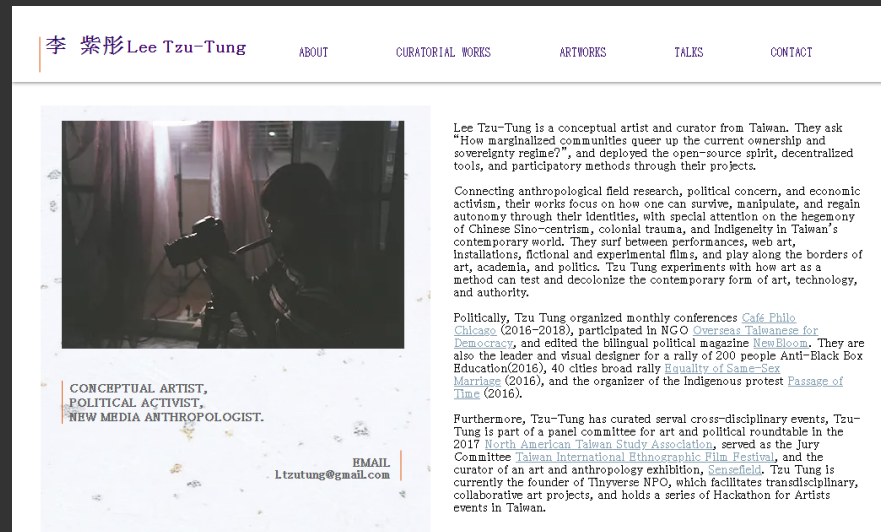 李 紫彤Lee Tzu-Tung
ABOUT
CURATORIAL WORKS
ARTWORKS
TALKS
CONTACT
CONCEPTUAL ARTIST,
POLITICAL ACTIVIST,
NEW MEDIA ANTHROPOLOGIST.
EMAIL
Ltzutung@gmail.com
Lee Tzu-Tung is a conceptual artist and curator from Taiwan. They ask
“How marginalized communities queer up the current ownership and
sovereignty regime?”, and deployed the open-source spirit, decentralized
tools, and participatory methods through their projects.
Connecting anthropological field research, political concern, and economic
activism, their works focus on how one can survive, manipulate, and regain
autonomy through their identities, with special attention on the hegemony
of Chinese Sino-centrism, colonial trauma, and Indigeneity in Taiwan's
contemporary world. They surf between performances, web art,
installations, fictional and experimental films, and play along the borders of
art, academia, and politics. Tzu Tung experiments with how art as a
method can test and decolonize the contemporary form of art, technology,
and authority.
Politically, Tzu Tung organized monthly conferences Café Philo
Chicago (2016-2018), participated in NGO Overseas Taiwanese for
Democracy, and edited the bilingual political magazine NewBloom. They are
also the leader and visual designer for a rally of 200 people Anti-Black Box
Education(2016), 40 cities broad rally Equality of Same-Sex
Marriage (2016), and the organizer of the Indigenous protest Passage of
Time (2016).
Furthermore, Tzu-Tung has curated serval cross-disciplinary events, Tzu-
Tung is part of a panel committee for art and political roundtable in the
2017 North American Taiwan Study Association, served as the Jury
Committee Taiwan International Ethnographic Film Festival, and the
curator of an art and anthropology exhibition, Sensefield. Tzu Tung is
currently the founder of Tinyverse NPO, which facilitates transdisciplinary,
collaborative art projects, and holds a series of Hackathon for Artists
events in Taiwan.